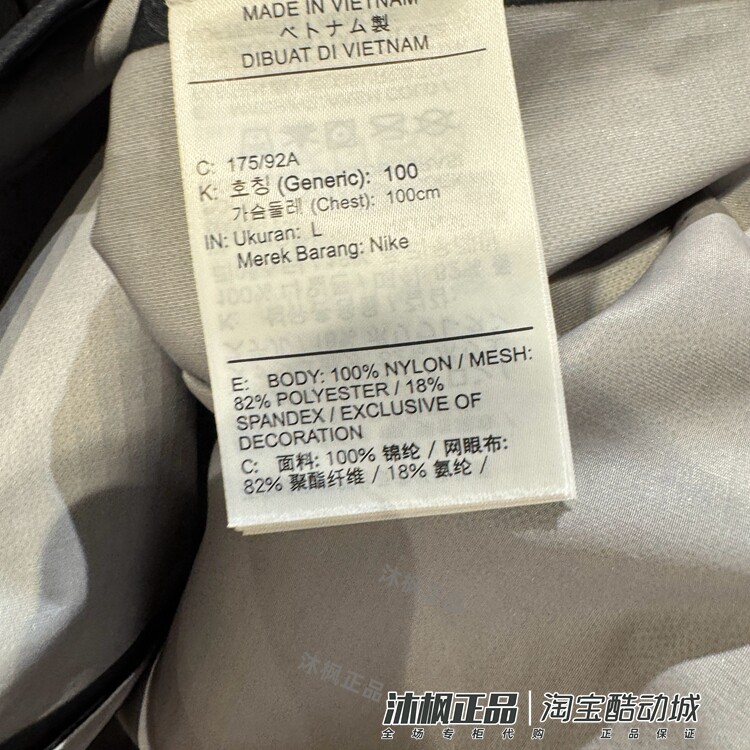 MADE IN VIETNAM
ベトナム製
DIBUAT DI VIETNAM
C: 175/92A
K: 호칭 (Generic): 100
가슴둘레 (Chest): 100cm
IN: Ukuran: L
Merek Barang: Nike
E: BODY: 100% NYLON / MESH:
82% POLYESTER / 18%
SPANDEX / EXCLUSIVE OF
DECORATION
C: 面料: 100% 锦纶 / 网眼布:
82% 聚酯纤维 / 18% 氨纶 /
沐枫正品
沐枫正品
沐枫正品 淘宝酷动城
全场专柜代购 正品保证